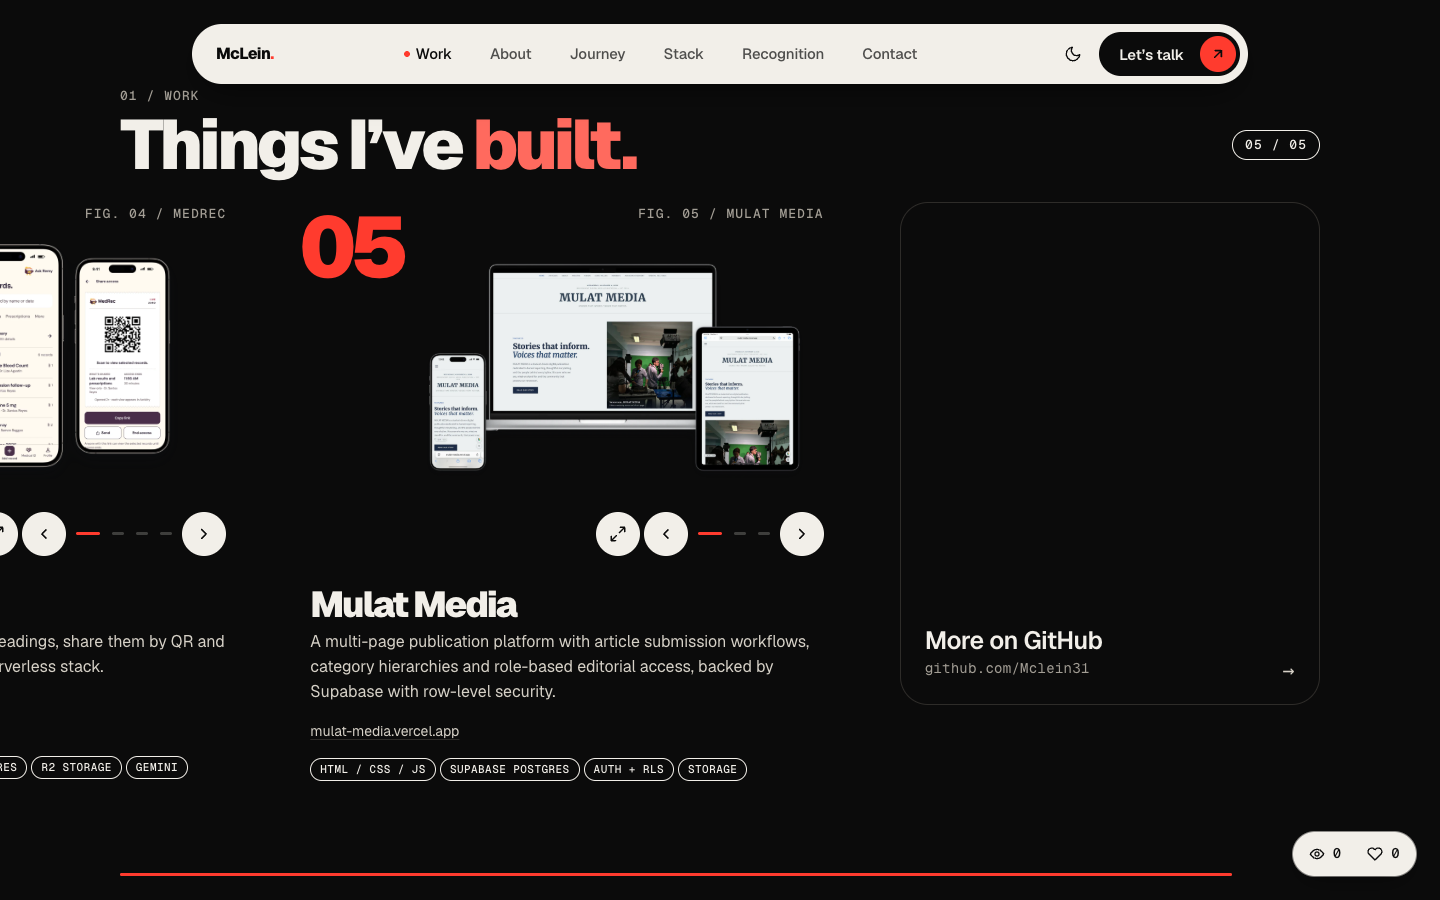 McLein.
Work
About
Journey
Stack
Recognition
Contact
Let's talk
01 / WORK
Things I've built.
05 / 05
FIG. 04 / MEDREC
05
FIG. 05 / MULAT MEDIA
Share access
MedRec
Copy link
MULAT MEDIA
Stories that inform.
Voices that matter.
MULAT MEDIA
Stories that inform.
Voices that matter.
MULAT MEDIA
Stories that inform.
Voices that matter.
Mulat Media
eadings, share them by QR and
rverless stack.
A multi-page publication platform with article submission workflows,
category hierarchies and role-based editorial access, backed by
Supabase with row-level security.
mulat-media.vercel.app
RES
R2 STORAGE
GEMINI
HTML / CSS / JS
SUPABASE POSTGRES
AUTH + RLS
STORAGE
More on GitHub
github.com/Mclein31
→
0
0